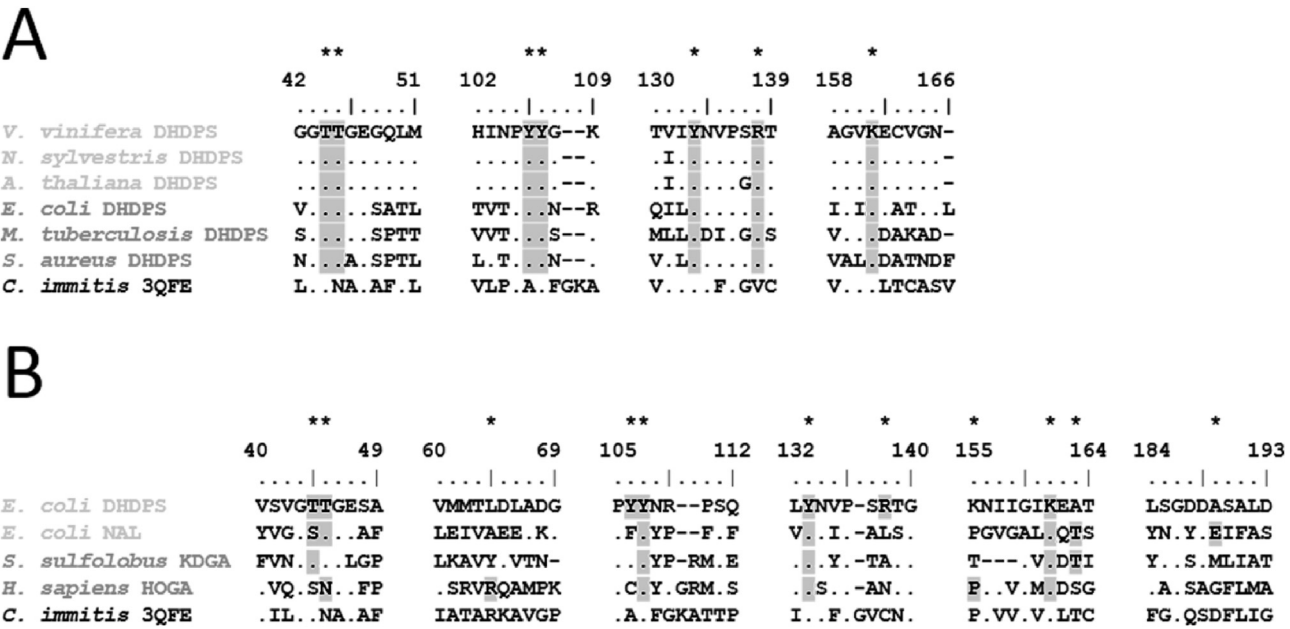 A
** ** * * *
42 51 102 109 130 139 158 166
....|....| ....|....| ....|....| ....|....|
V. vinifera DHDPS GGTTGEGQLM HINPYYG--K TVIYNVPSRT AGVKECVGN-
N. sylvestris DHDPS .......... .......--. .I........ .........-
A. thaliana DHDPS .......... .......--. .I.....G.. .........-
E. coli DHDPS V.....SATL TVT...N--R QIL....... I.I..AT..L
M. tuberculosis DHDPS S.....SPTT VVT...S--. MLL.DI.G.S V...DAKAD-
S. aureus DHDPS N...A.SPTL L.T...N--. V.L....... VAL.DATNDF
C. immitis 3QFE L..NA.AF.L VLP.A.FGKA V....F.GVC V...LTCASV
B
** * ** * * * * * *
40 49 60 69 105 112 132 140 155 164 184 193
....|....| ....|....| .|....|....| .|....|....| ....|....| ....|....|
E. coli DHDPS VSVGTTGESA VMMTLDLADG PYYNR--PSQ LYNVP-SRTG KNIIGIKEAT LSGDDASALD
E. coli NAL YVG.S...AF LEIVAEE.K. .F.YP--F.F V..I.-ALS. PGVGAL.QTS YN.Y.EIFAS
S. sulfolobus KDGA FVN....LGP LKAVY.VTN- ...YP-RM.E ..Y.-TA.. T----V.DTI Y..S.MLIAT
H. sapiens HOGA .VQ.SN..FP .SRVRQAMPK .C.Y.GRM.S ..S..-AN.. P..V.M.DSG .A.SAGFLMA
C. immitis 3QFE .IL..NA.AF IATARKAVGP .A.FGKATTP I..F.GVCN. P.VV.V.LTC FG.QSDFLIG